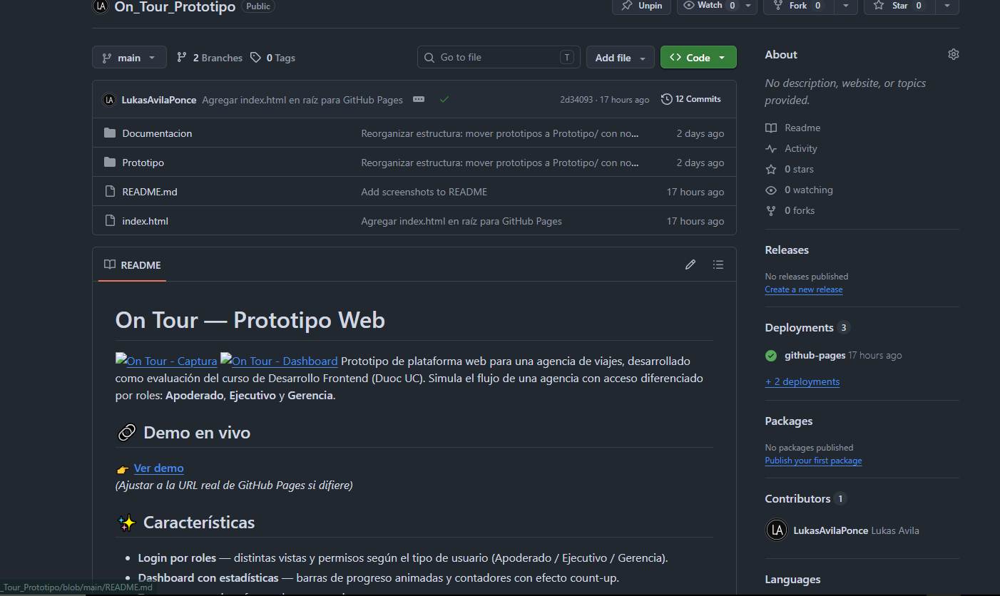 LA On_Tour_Prototipo Public
Unpin Watch 0 Fork 0 Star 0
main 2 Branches 0 Tags Go to file T Add file Code
LA LukasAvilaPonce Agregar index.html en raíz para GitHub Pages 2d34093 · 17 hours ago 12 Commits
Documentacion Reorganizar estructura: mover prototipos a Prototipo/ con no... 2 days ago
Prototipo Reorganizar estructura: mover prototipos a Prototipo/ con no... 2 days ago
README.md Add screenshots to README 17 hours ago
index.html Agregar index.html en raíz para GitHub Pages 17 hours ago
README
On Tour — Prototipo Web
On Tour - Captura On Tour - Dashboard Prototipo de plataforma web para una agencia de viajes, desarrollado
como evaluación del curso de Desarrollo Frontend (Duoc UC). Simula el flujo de una agencia con acceso diferenciado
por roles: Apoderado, Ejecutivo y Gerencia.
Demo en vivo
Ver demo
(Ajustar a la URL real de GitHub Pages si difiere)
Características
Login por roles — distintas vistas y permisos según el tipo de usuario (Apoderado / Ejecutivo / Gerencia).
Dashboard con estadísticas — barras de progreso animadas y contadores con efecto count-up.
_Tour_Prototipo/blob/main/README.md
About
No description, website, or topics
provided.
Readme
Activity
0 stars
0 watching
0 forks
Releases
No releases published
Create a new release
Deployments 3
github-pages 17 hours ago
+ 2 deployments
Packages
No packages published
Publish your first package
Contributors 1
LA LukasAvilaPonce Lukas Avila
Languages